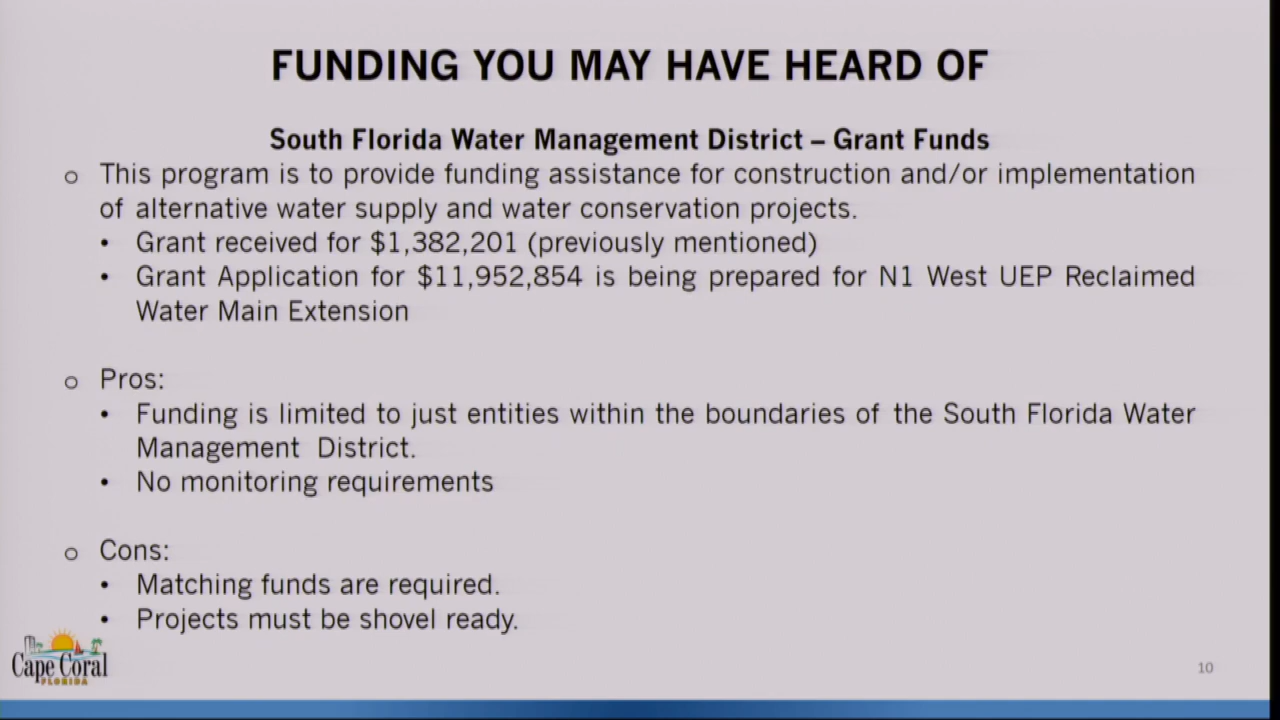 FUNDING YOU MAY HAVE HEARD OF
South Florida Water Management District – Grant Funds
o This program is to provide funding assistance for construction and/or implementation
of alternative water supply and water conservation projects.
• Grant received for $1,382,201 (previously mentioned)
• Grant Application for $11,952,854 is being prepared for N1 West UEP Reclaimed
Water Main Extension
o Pros:
• Funding is limited to just entities within the boundaries of the South Florida Water
Management District.
• No monitoring requirements
o Cons:
• Matching funds are required.
• Projects must be shovel ready.
Cape Coral
FLORIDA
10